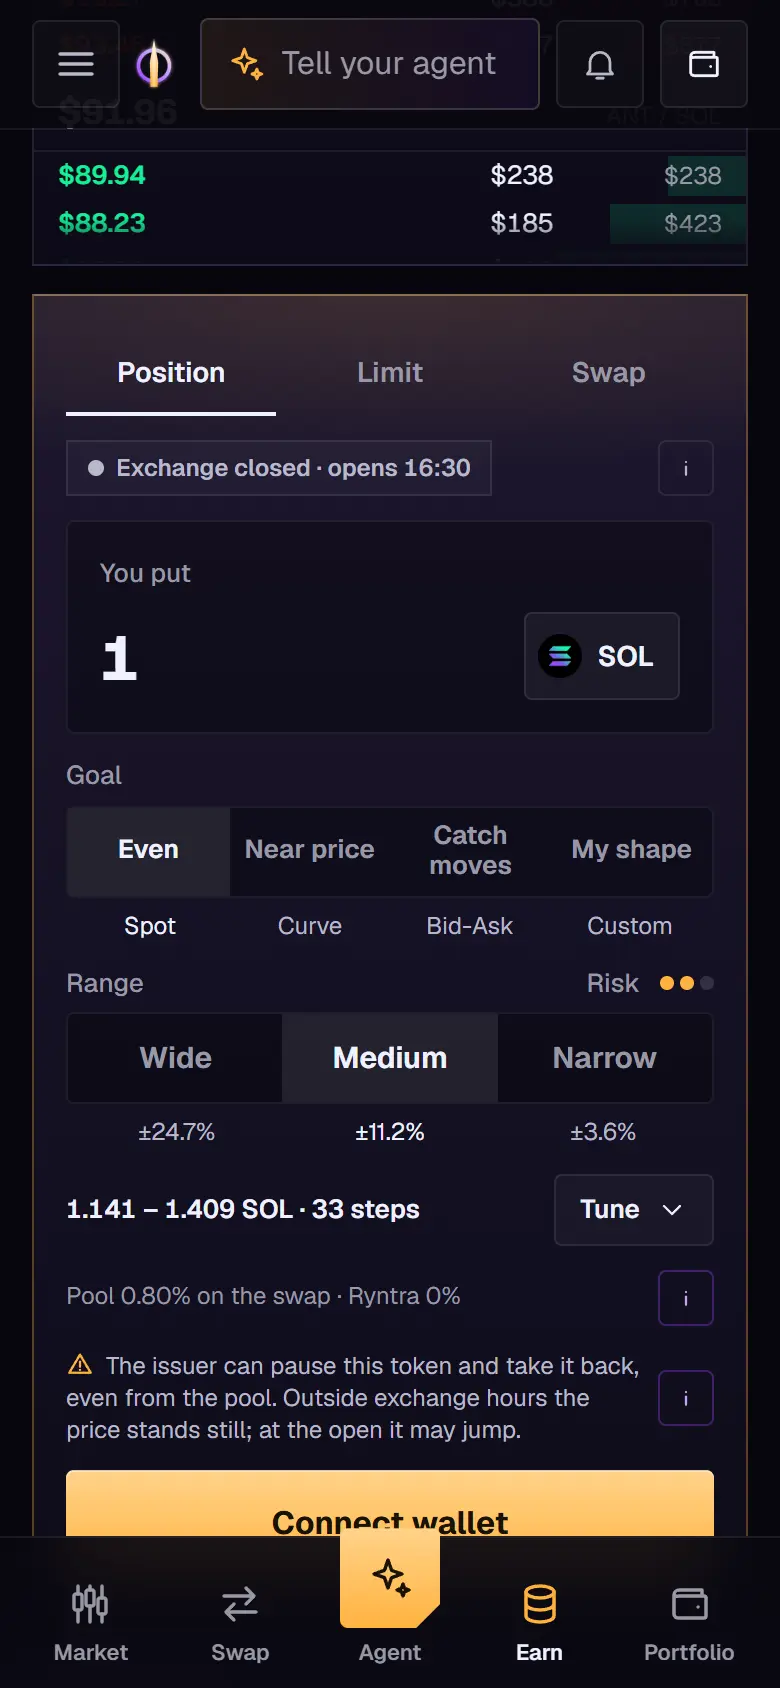 Tell your agent
$91.96
ANT / SOL
$89.94 $238 $238
$88.23 $185 $423
Position Limit Swap
Exchange closed · opens 16:30
i
You put
1
SOL
Goal
Even Near price Catch moves My shape
Spot Curve Bid-Ask Custom
Range Risk
Wide Medium Narrow
±24.7% ±11.2% ±3.6%
1.141 – 1.409 SOL · 33 steps
Tune
Pool 0.80% on the swap · Ryntra 0%
i
The issuer can pause this token and take it back,
even from the pool. Outside exchange hours the
price stands still; at the open it may jump.
i
Connect wallet
Market Swap Agent Earn Portfolio